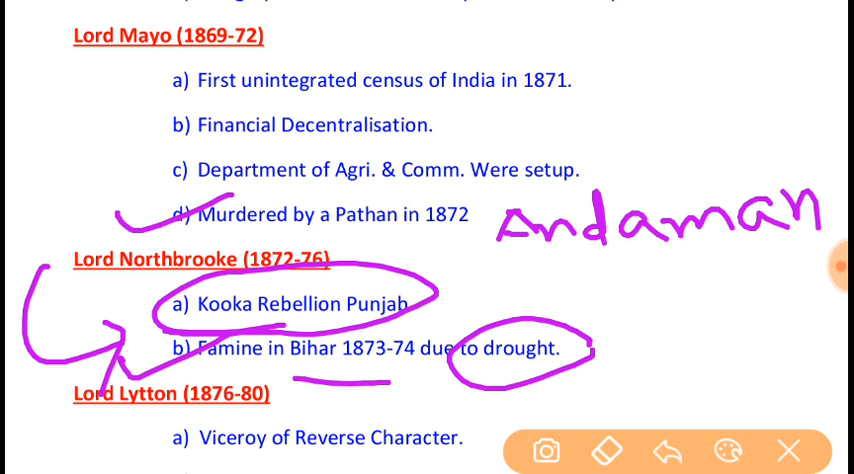 Lord Mayo (1869-72)
a) First unintegrated census of India in 1871.
b) Financial Decentralisation.
c) Department of Agri. & Comm. Were setup.
d) Murdered by a Pathan in 1872 Andaman
Lord Northbrooke (1872-76)
a) Kooka Rebellion Punjab
b) Famine in Bihar 1873-74 due to drought.
Lord Lytton (1876-80)
a) Viceroy of Reverse Character.